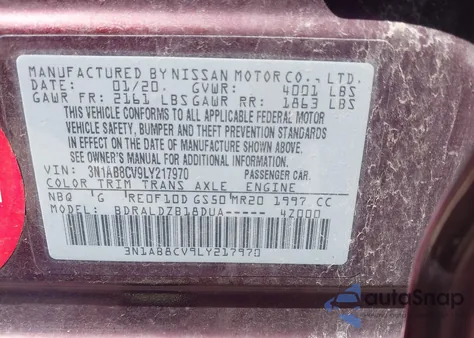 MANUFACTURED BY NISSAN MOTOR CO., LTD.
DATE: 01/20. GVWR: 4001 LBS
GAWR FR: 2161 LBS GAWR RR: 1863 LBS
THIS VEHICLE CONFORMS TO ALL APPLICABLE FEDERAL MOTOR
VEHICLE SAFETY, BUMPER AND THEFT PREVENTION STANDARDS
IN EFFECT ON THE DATE OF MANUFACTURE SHOWN ABOVE.
SEE OWNER'S MANUAL FOR ADDITIONAL INFORMATION.
VIN: 3N1AB8CV9LY217970 PASSENGER CAR.
COLOR TRIM TRANS AXLE ENGINE
NBQ G RE0F10D GS50 MR20 1997 CC
MODEL: BDRALDZB18DUA----- 4Z000
3N1AB8CV9LY217970
autoSnap